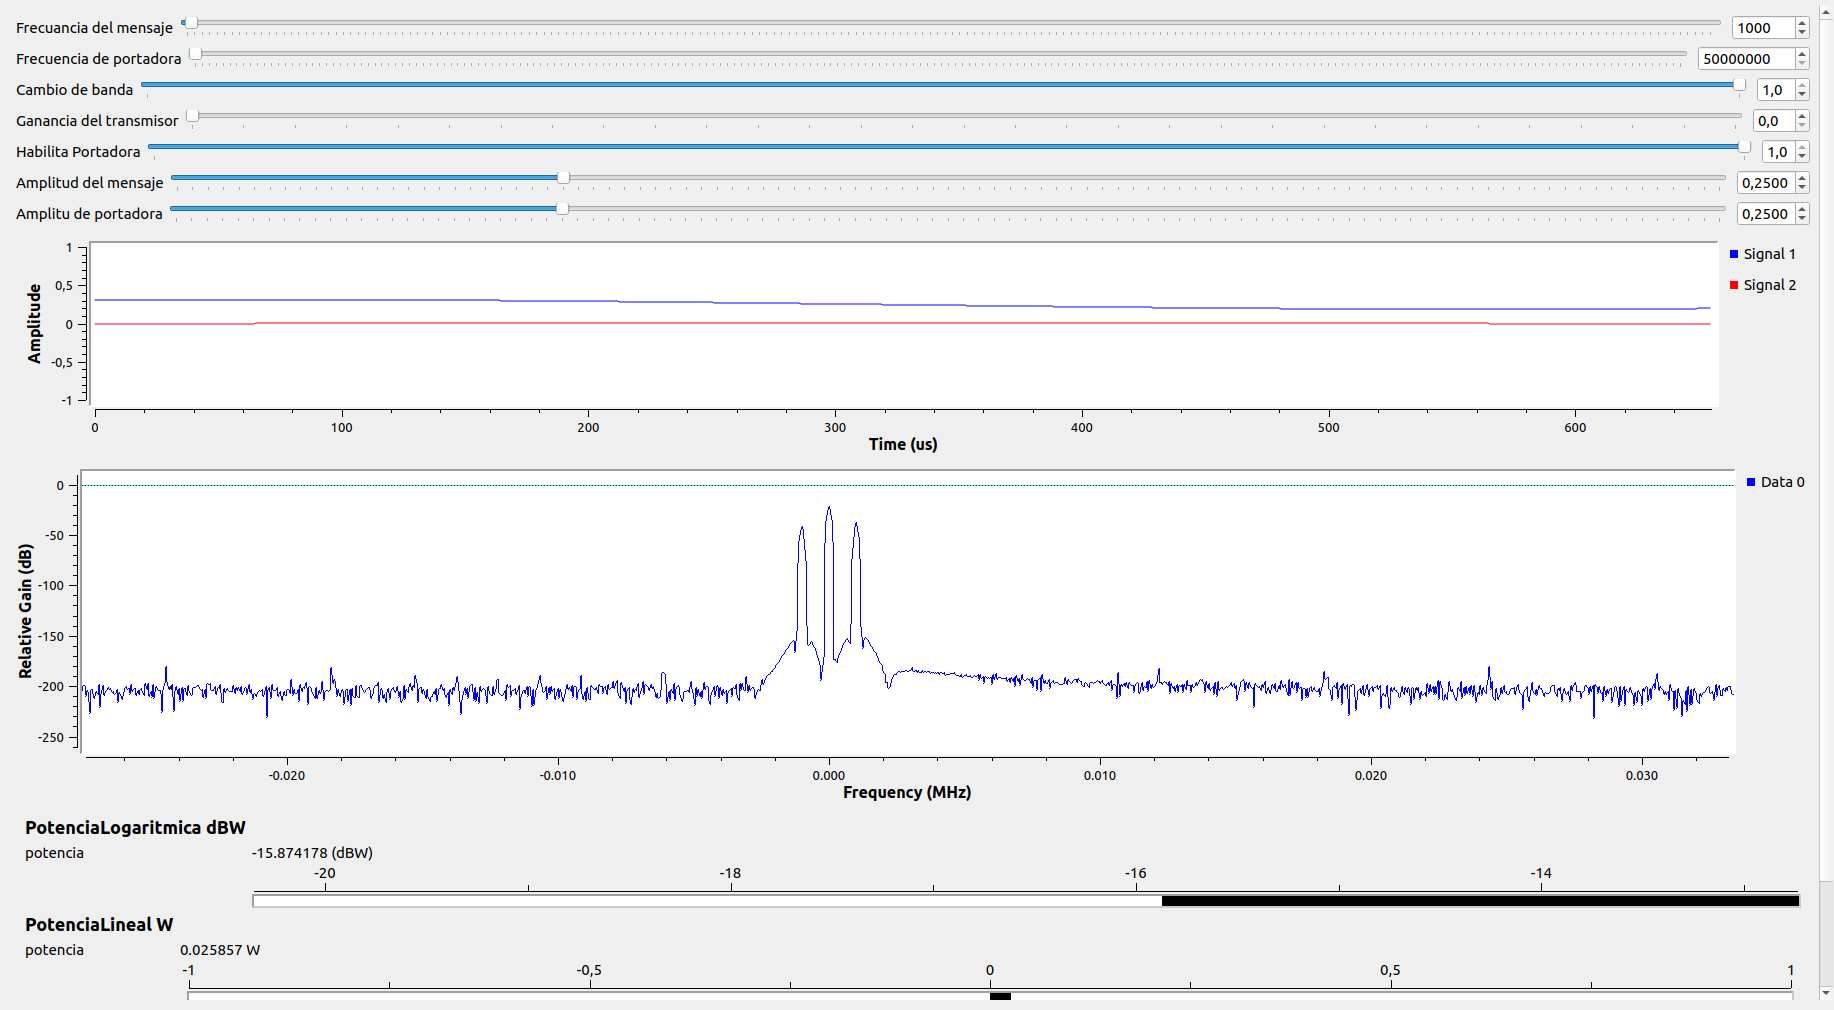 Frecuancia del mensaje 1000
Frecuencia de portadora 50000000
Cambio de banda 1,0
Ganancia del transmisor 0,0
Habilita Portadora 1,0
Amplitud del mensaje 0,2500
Amplitu de portadora 0,2500
1
0,5
0
-0,5
-1
Amplitude
Signal 1
Signal 2
0 100 200 300 400 500 600
Time (us)
0
-50
-100
-150
-200
-250
Relative Gain (dB)
Data 0
-0.020 -0.010 0.000 0.010 0.020 0.030
Frequency (MHz)
PotenciaLogaritmica dBW
potencia -15.874178 (dBW)
-20 -18 -16 -14
PotenciaLineal W
potencia 0.025857 W
-1 -0,5 0 0,5 1